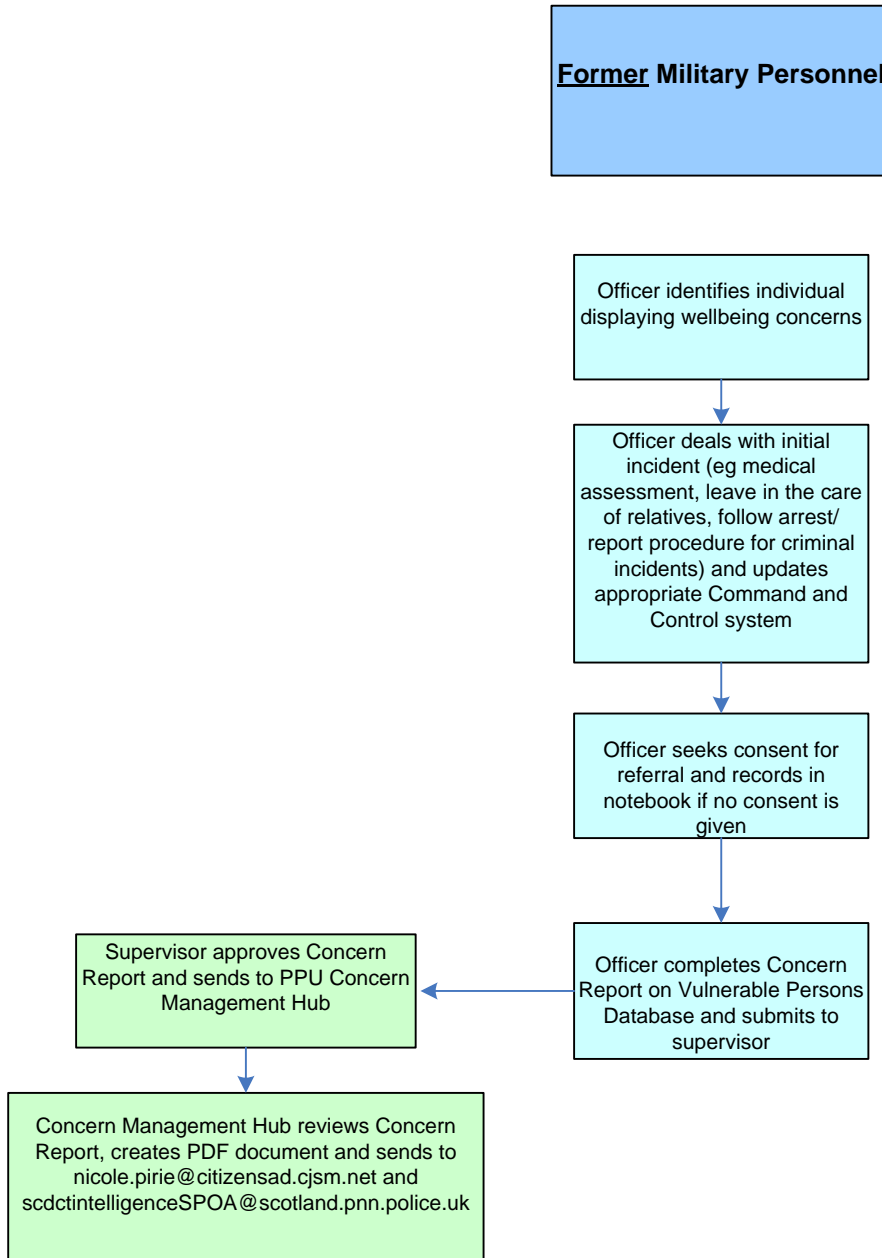 Former Military Personnel
Officer identifies individual
displaying wellbeing concerns
Officer deals with initial
incident (eg medical
assessment, leave in the care
of relatives, follow arrest/
report procedure for criminal
incidents) and updates
appropriate Command and
Control system
Officer seeks consent for
referral and records in
notebook if no consent is
given
Officer completes Concern
Report on Vulnerable Persons
Database and submits to
supervisor
Supervisor approves Concern
Report and sends to PPU Concern
Management Hub
Concern Management Hub reviews Concern
Report, creates PDF document and sends to
nicole.pirie@citizensad.cjsm.net and
scdctintelligenceSPOA@scotland.pnn.police.uk